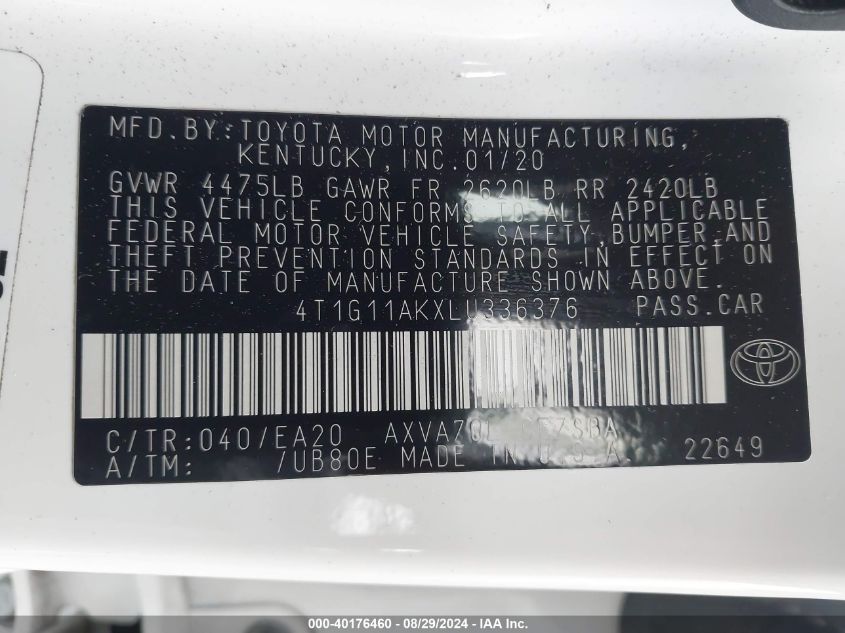 MFD.BY:TOYOTA MOTOR MANUFACTURING,
KENTUCKY,INC.01/20
GVWR 4475LB GAWR FR 2620LB RR 2420LB
THIS VEHICLE CONFORMS TO ALL APPLICABLE
FEDERAL MOTOR VEHICLE SAFETY,BUMPER,AND
THEFT PREVENTION STANDARDS IN EFFECT ON
THE DATE OF MANUFACTURE SHOWN ABOVE.
4T1G11AKXLU336376 PASS.CAR
C/TR:040/EA20
A/TM: /UB80E MADE IN U.S.A. 22649
000-40176460 - 08/29/2024 - IAA Inc.